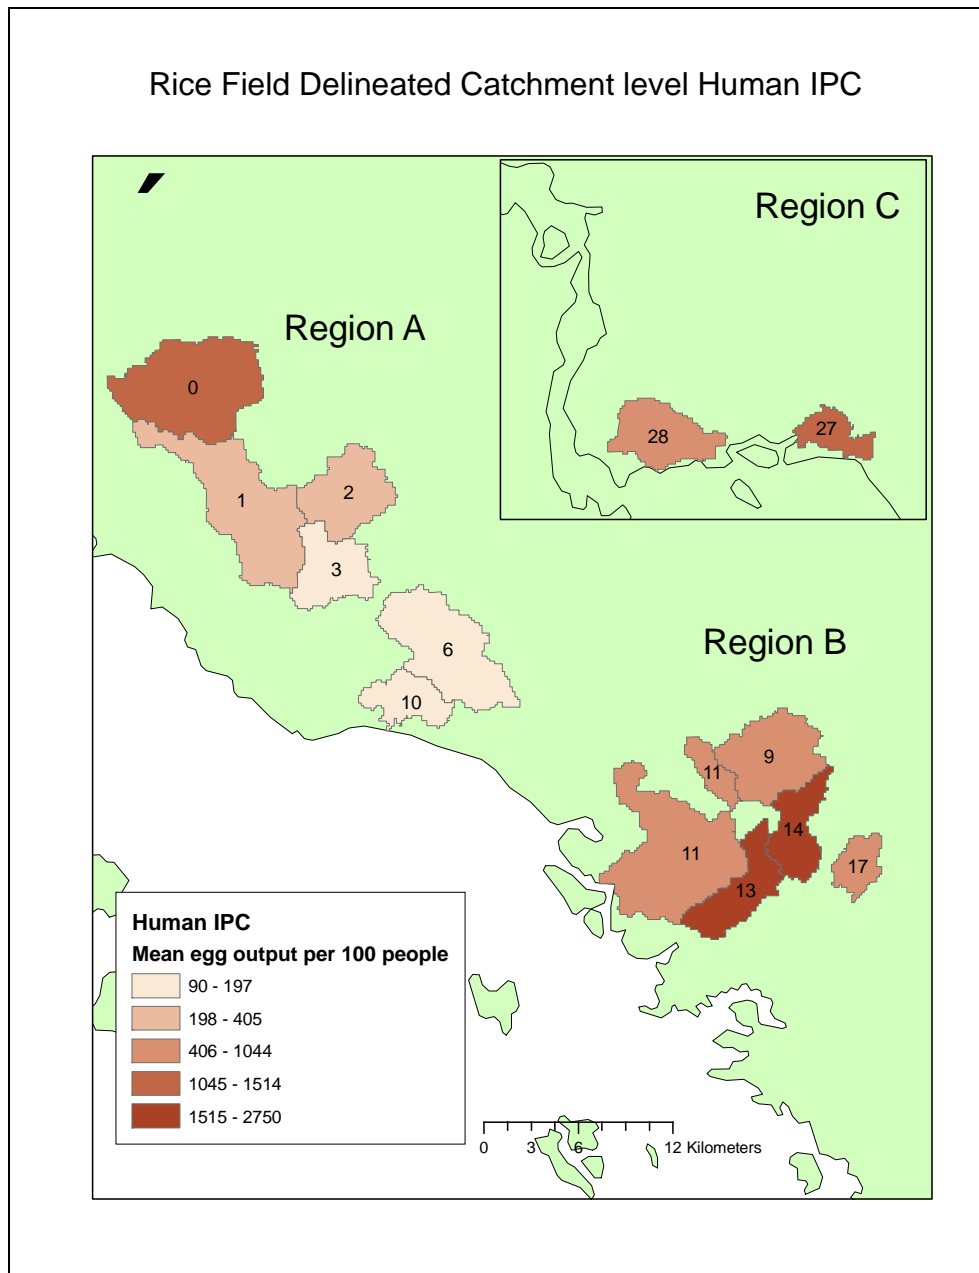 Rice Field Delineated Catchment level Human IPC
Region C
Region A
0
28
27
1
2
3
Region B
6
10
9
11
14
11
17
13
Human IPC
Mean egg output per 100 people
90 - 197
198 - 405
406 - 1044
1045 - 1514
1515 - 2750
0 3 6 12 Kilometers